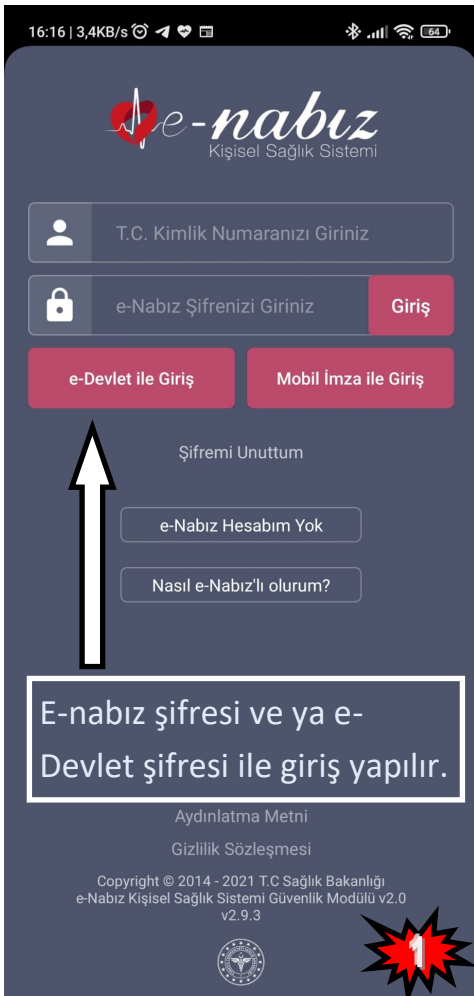 16:16 | 3,4KB/s
64
e-nabız
Kişisel Sağlık Sistemi
T.C. Kimlik Numaranızı Giriniz
e-Nabız Şifrenizi Giriniz
Giriş
e-Devlet ile Giriş
Mobil İmza ile Giriş
Şifremi Unuttum
e-Nabız Hesabım Yok
Nasıl e-Nabız'lı olurum?
E-nabız şifresi ve ya e-
Devlet şifresi ile giriş yapılır.
Aydınlatma Metni
Gizlilik Sözleşmesi
Copyright © 2014 - 2021 T.C Sağlık Bakanlığı
e-Nabız Kişisel Sağlık Sistemi Güvenlik Modülü v2.0
v2.9.3
1